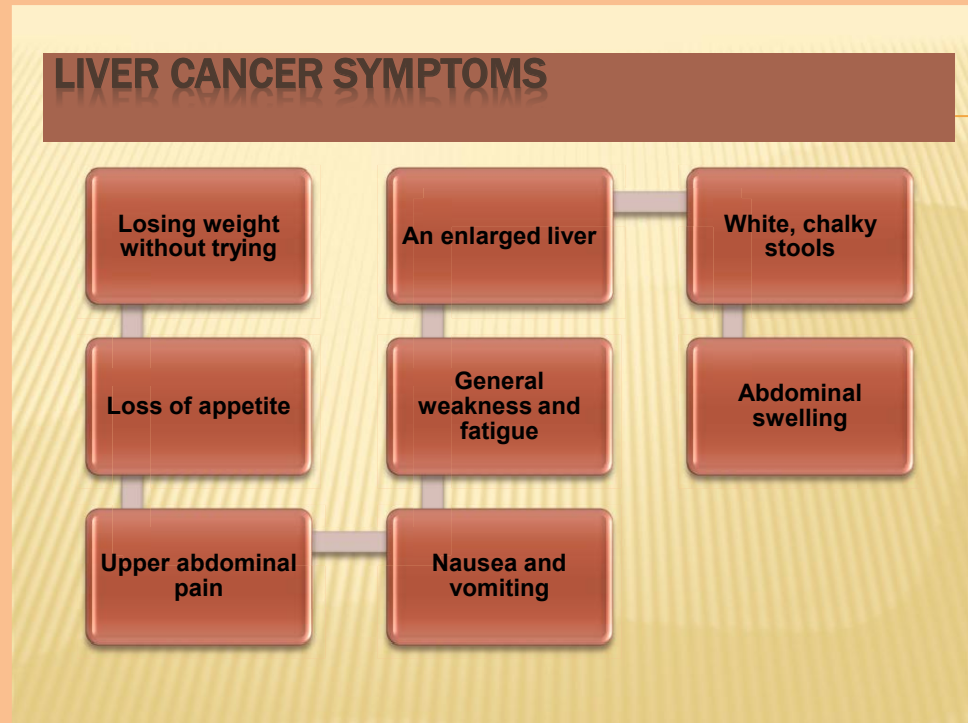 LIVER CANCER SYMPTOMS
Losing weight
without trying
Loss of appetite
Upper abdominal
pain
Nausea and
vomiting
General
weakness and
fatigue
An enlarged liver
White, chalky
stools
Abdominal
swelling